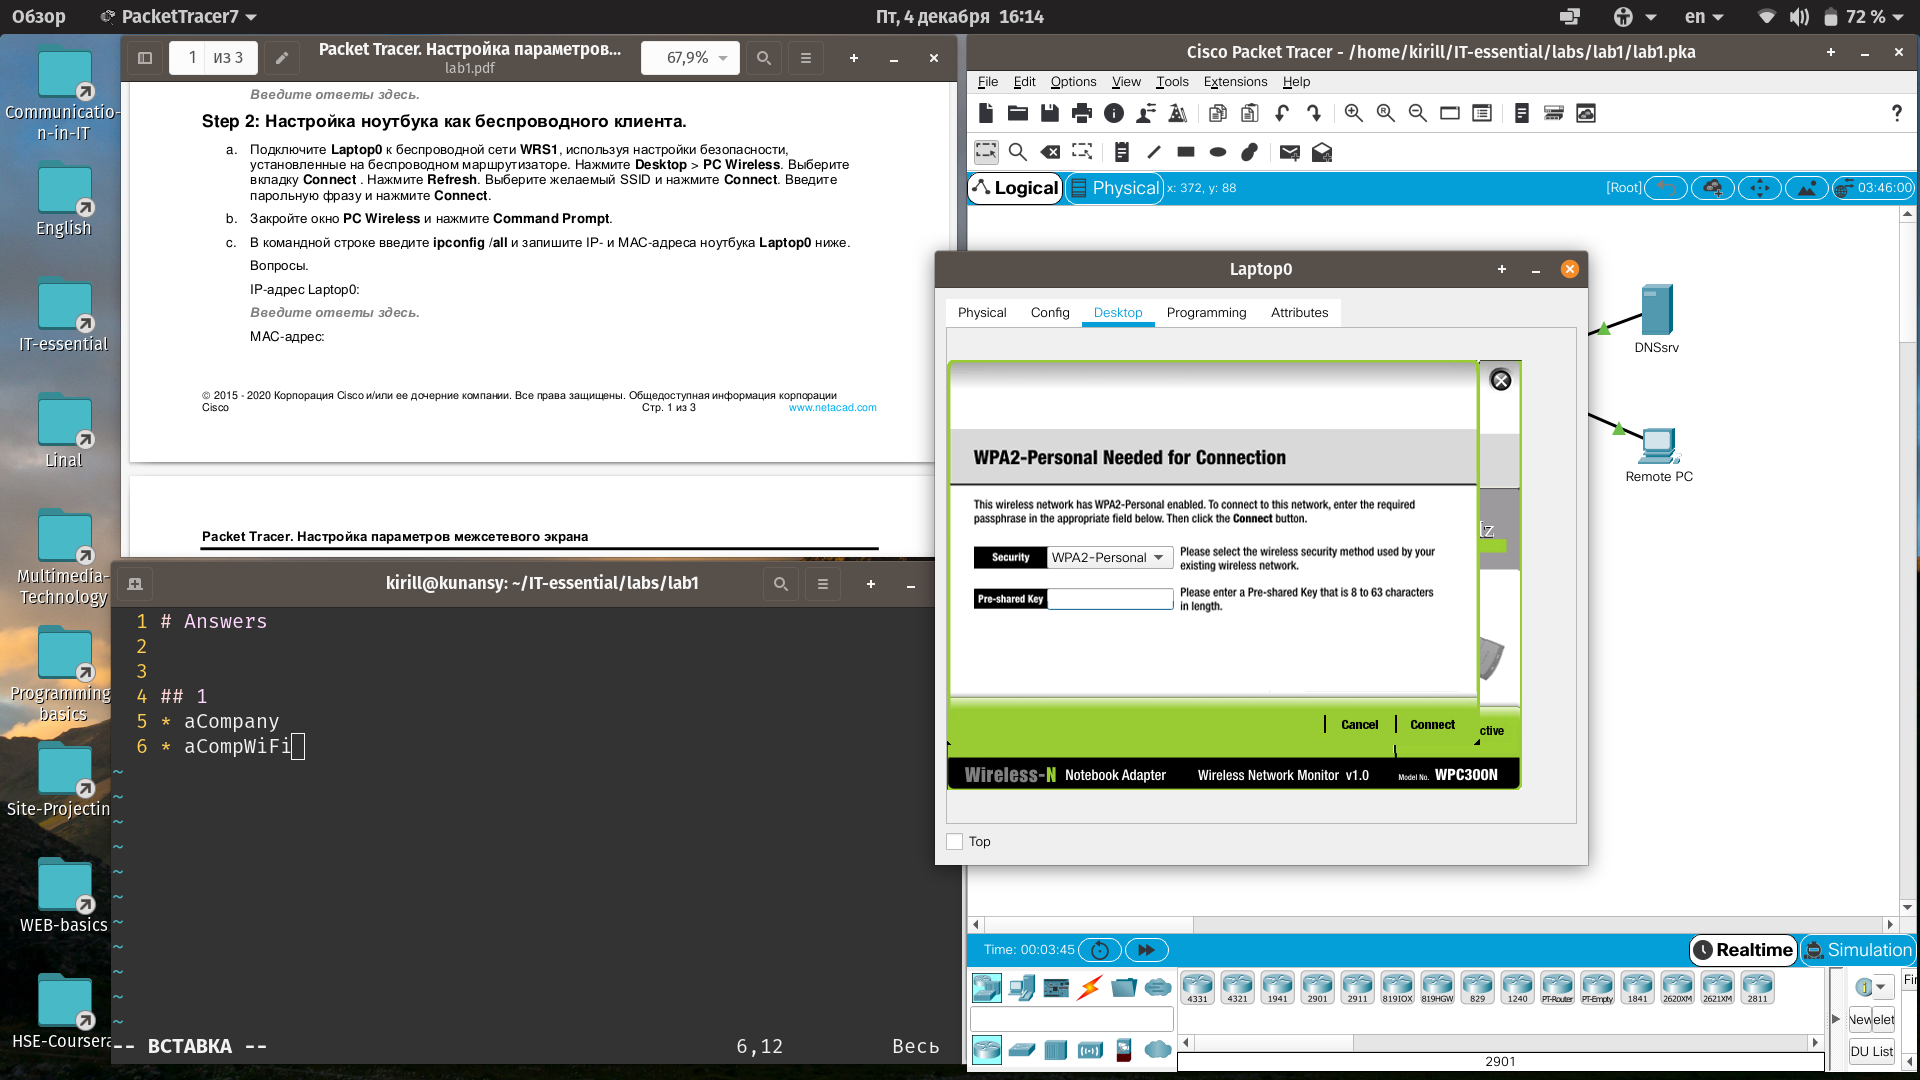 Обзор
PacketTracer7
Пт, 4 декабря 16:14
en
72 %
Communicatio-
n-in-IT
English
IT-essential
Linal
Multimedia-
Technology
Programming-
basics
Site-Projectin
WEB-basics
HSE-Coursera
1 из 3
Packet Tracer. Настройка параметров...
lab1.pdf
67,9%
Введите ответы здесь.
Step 2: Настройка ноутбука как беспроводного клиента.
a. Подключите Laptop0 к беспроводной сети WRS1, используя настройки безопасности,
установленные на беспроводном маршрутизаторе. Нажмите Desktop > PC Wireless. Выберите
вкладку Connect . Нажмите Refresh. Выберите желаемый SSID и нажмите Connect. Введите
парольную фразу и нажмите Connect.
b. Закройте окно PC Wireless и нажмите Command Prompt.
c. В командной строке введите ipconfig /all и запишите IP- и MAC-адреса ноутбука Laptop0 ниже.
Вопросы.
IP-адрес Laptop0:
Введите ответы здесь.
MAC-адрес:
© 2015 - 2020 Корпорация Cisco и/или ее дочерние компании. Все права защищены. Общедоступная информация корпорации
Cisco Стр. 1 из 3 www.netacad.com
Packet Tracer. Настройка параметров межсетевого экрана
kirill@kunansy: ~/IT-essential/labs/lab1
1 # Answers
2
3
4 ## 1
5 * aCompany
6 * aCompWiFi
~
~
~
~
~
~
~
~
~
~
~
-- ВСТАВКА -- 6,12 Весь
Cisco Packet Tracer - /home/kirill/IT-essential/labs/lab1/lab1.pka
File Edit Options View Tools Extensions Help
?
Logical
Physical
x: 372, y: 88
[Root]
03:46:00
DNSsrv
Remote PC
Laptop0
Physical Config Desktop Programming Attributes
WPA2-Personal Needed for Connection
This wireless network has WPA2-Personal enabled. To connect to this network, enter the required
passphrase in the appropriate field below. Then click the Connect button.
Security WPA2-Personal
Please select the wireless security method used by your
existing wireless network.
Pre-shared Key
Please enter a Pre-shared Key that is 8 to 63 characters
in length.
Cancel Connect
ctive
Wireless-N Notebook Adapter Wireless Network Monitor v1.0 Model No. WPC300N
Top
Time: 00:03:45
Realtime
Simulation
4331 4321 1941 2901 2911 819IOX 819HGW 829 1240 PT-Router PT-Empty 1841 2620XM 2621XM 2811
2901
Fir
New elet
DU List